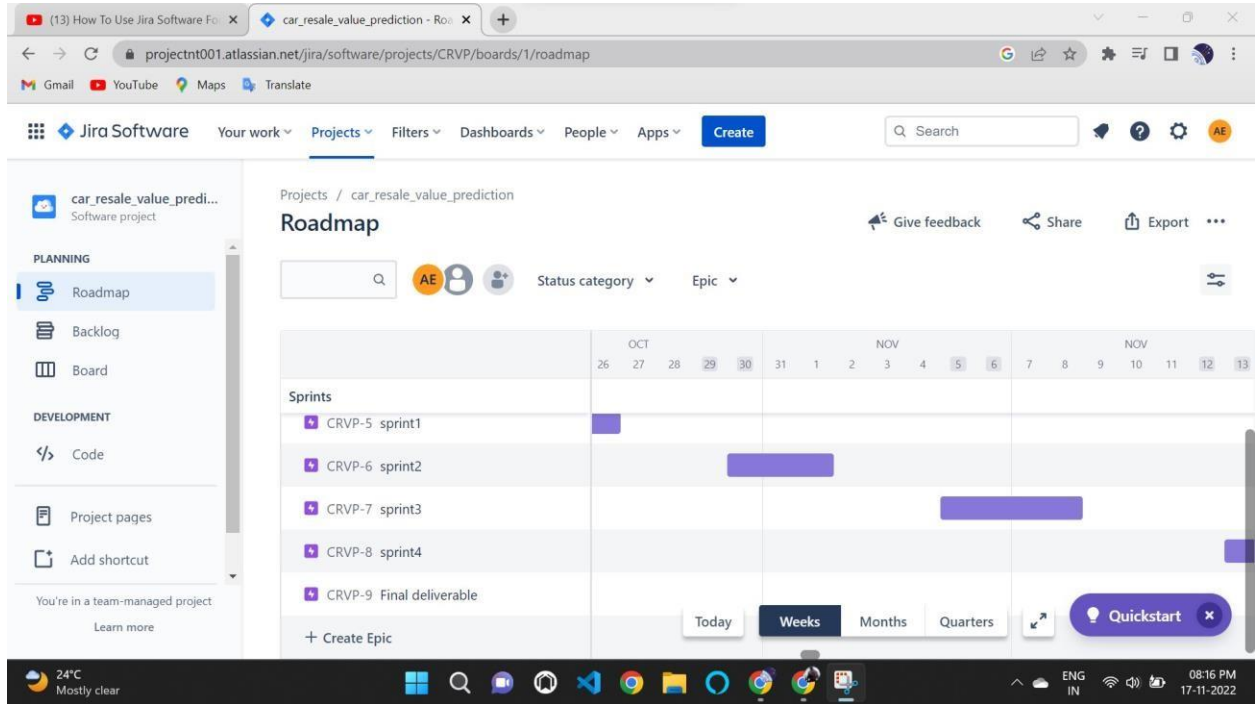 (13) How To Use Jira Software Fo
car_resale_value_prediction - Roa
projectnt001.atlassian.net/jira/software/projects/CRVP/boards/1/roadmap
Gmail YouTube Maps Translate
Jira Software Your work Projects Filters Dashboards People Apps Create Search AE
car_resale_value_predi...
Software project
PLANNING
Roadmap
Backlog
Board
DEVELOPMENT
Code
Project pages
Add shortcut
You're in a team-managed project
Learn more
Projects / car_resale_value_prediction
Roadmap
Give feedback Share Export
AE Status category Epic
OCT NOV NOV
26 27 28 29 30 31 1 2 3 4 5 6 7 8 9 10 11 12 13
Sprints
CRVP-5 sprint1
CRVP-6 sprint2
CRVP-7 sprint3
CRVP-8 sprint4
CRVP-9 Final deliverable
+ Create Epic
Today Weeks Months Quarters
Quickstart
24°C
Mostly clear
ENG
IN
08:16 PM
17-11-2022